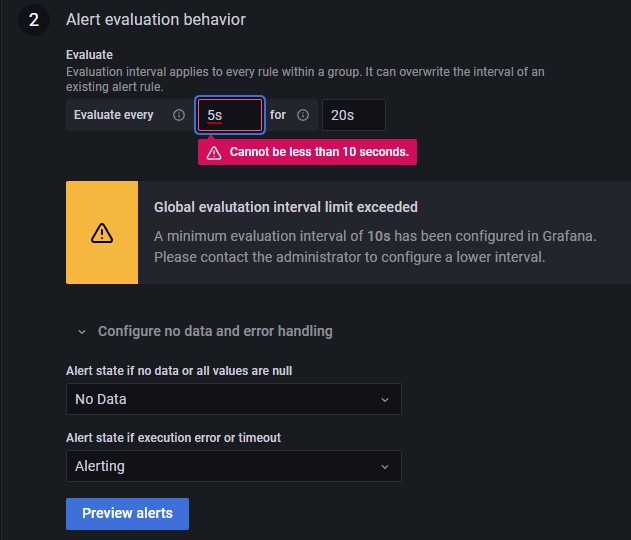 2 Alert evaluation behavior
Evaluate
Evaluation interval applies to every rule within a group. It can overwrite the interval of an
existing alert rule.
Evaluate every 5s for 20s
Cannot be less than 10 seconds.
Global evalutation interval limit exceeded
A minimum evaluation interval of 10s has been configured in Grafana.
Please contact the administrator to configure a lower interval.
Configure no data and error handling
Alert state if no data or all values are null
No Data
Alert state if execution error or timeout
Alerting
Preview alerts